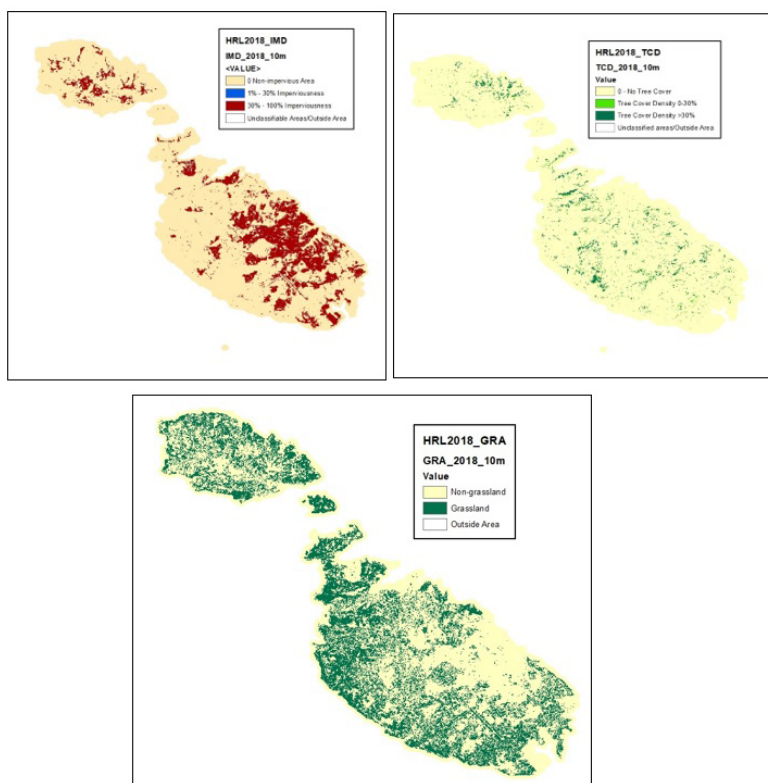 HRL2018_IMD
IMD_2018_10m
<VALUE>
0 Non-impervious Area
1% - 30% Imperviousness
30% - 100% Imperviousness
Unclassifiable Areas/Outside Area
HRL2018_TCD
TCD_2018_10m
Value
0 - No Tree Cover
Tree Cover Density 0-30%
Tree Cover Density >30%
Unclassified areas/Outside Area
HRL2018_GRA
GRA_2018_10m
Value
Non-grassland
Grassland
Outside Area